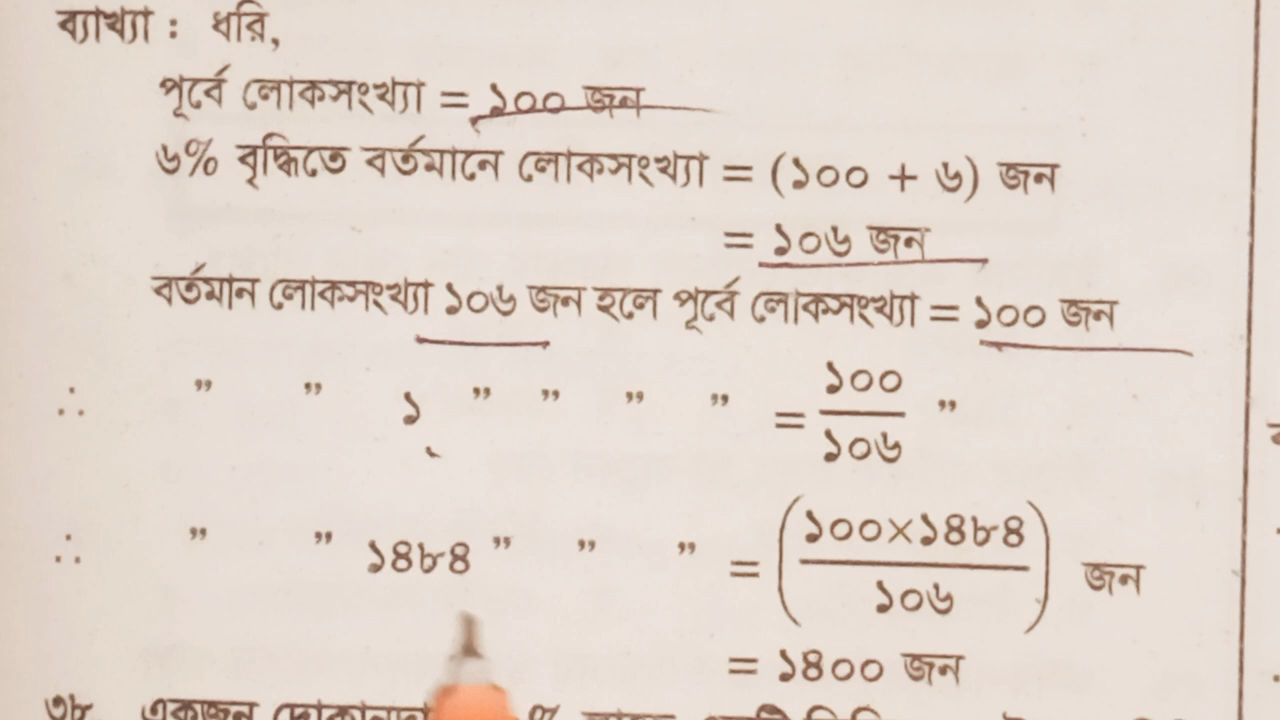 ব্যাখ্যা : ধরি,
পূর্বে লোকসংখ্যা = ১০০ জন
৬% বৃদ্ধিতে বর্তমানে লোকসংখ্যা = (১০০ + ৬) জন
= ১০৬ জন
বর্তমান লোকসংখ্যা ১০৬ জন হলে পূর্বে লোকসংখ্যা = ১০০ জন
∴ ” ” ১ ” ” ” ” = ১০০/১০৬ ”
∴ ” ” ১৪৮৪ ” ” ” = (১০০×১৪৮৪/১০৬) জন
= ১৪০০ জন
৩৮. একজন দোকানদার %